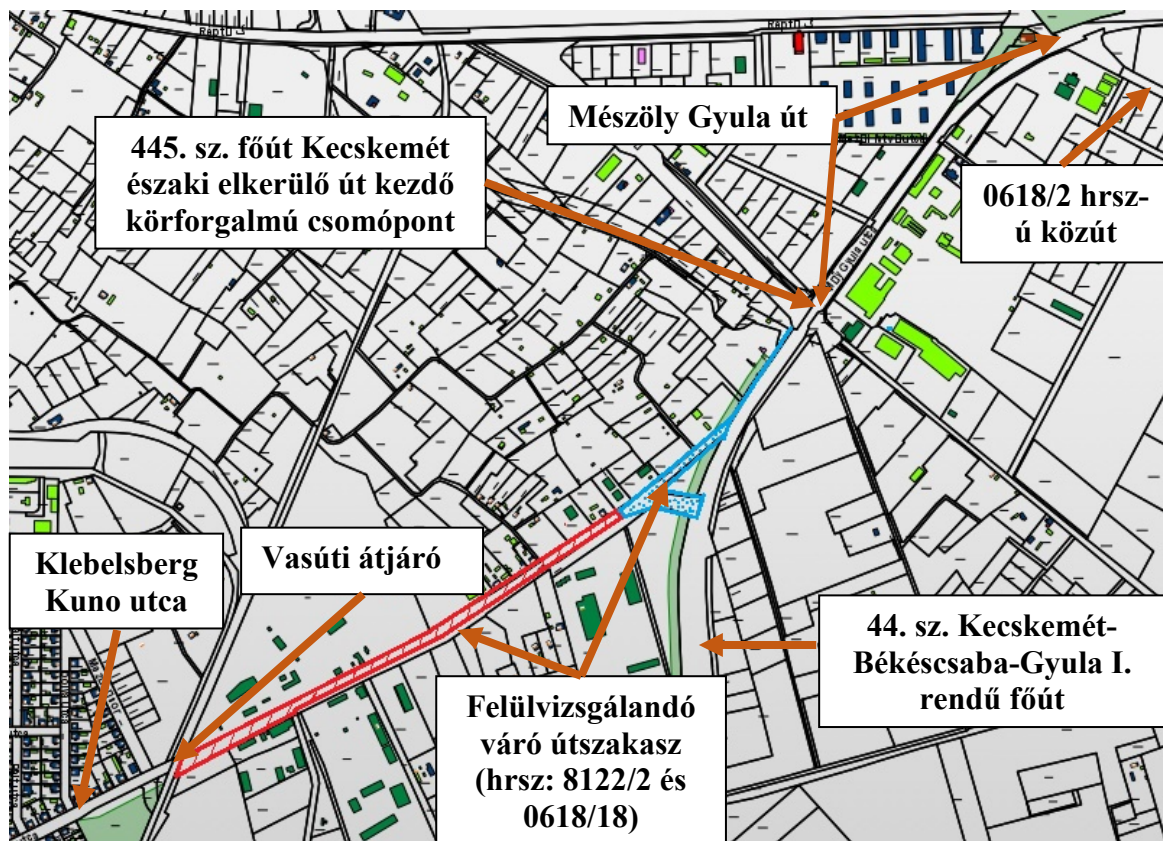 Mészöly Gyula út
445. sz. főút Kecskemét
északi elkerülő út kezdő
körforgalmú csomópont
0618/2 hrsz-
ú közút
Klebelsberg
Kuno utca
Vasúti átjáró
Felülvizsgálandó
váró útszakasz
(hrsz: 8122/2 és
0618/18)
44. sz. Kecskemét-
Békéscsaba-Gyula I.
rendű főút